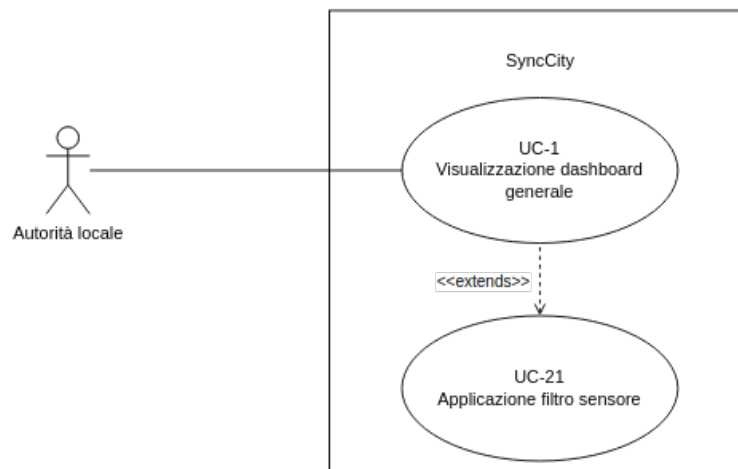 SyncCity
UC-1
Visualizzazione dashboard
generale
Autorità locale
<<extends>>
UC-21
Applicazione filtro sensore